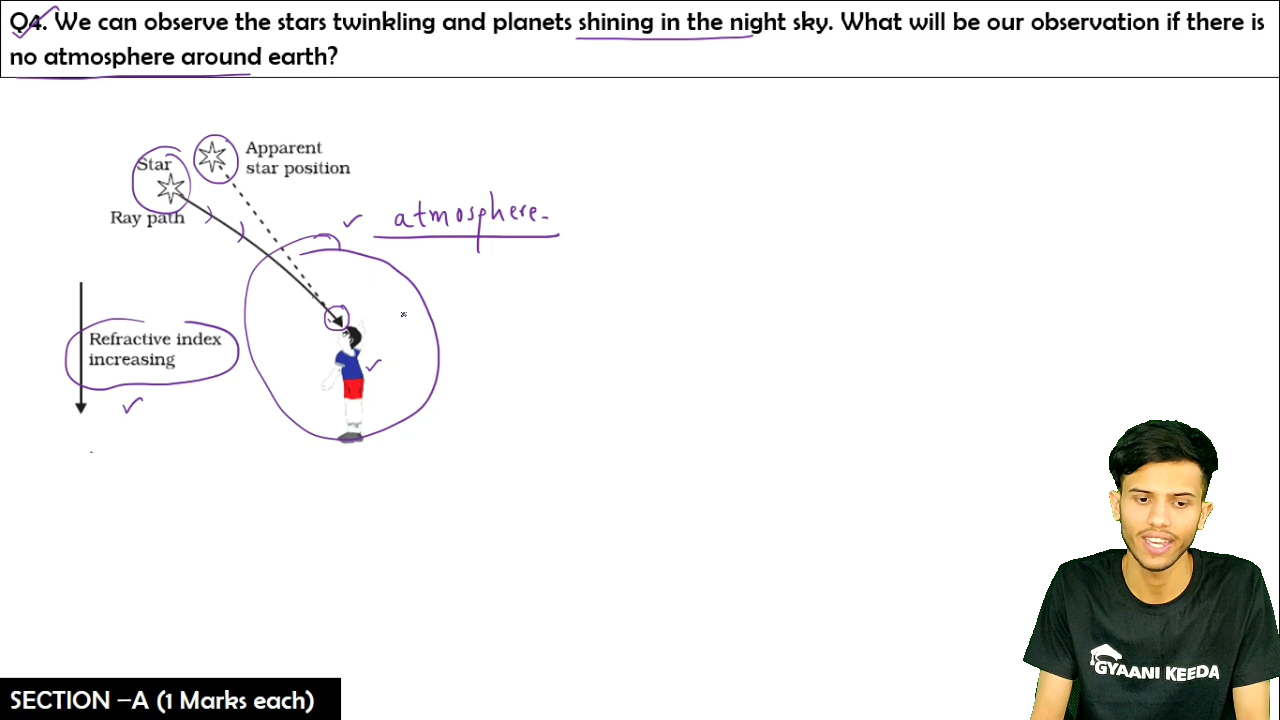 Q4. We can observe the stars twinkling and planets shining in the night sky. What will be our observation if there is
no atmosphere around earth?
Apparent
star position
Star
Ray path
atmosphere.
Refractive index
increasing
GYAANI KEEDA
SECTION –A (1 Marks each)